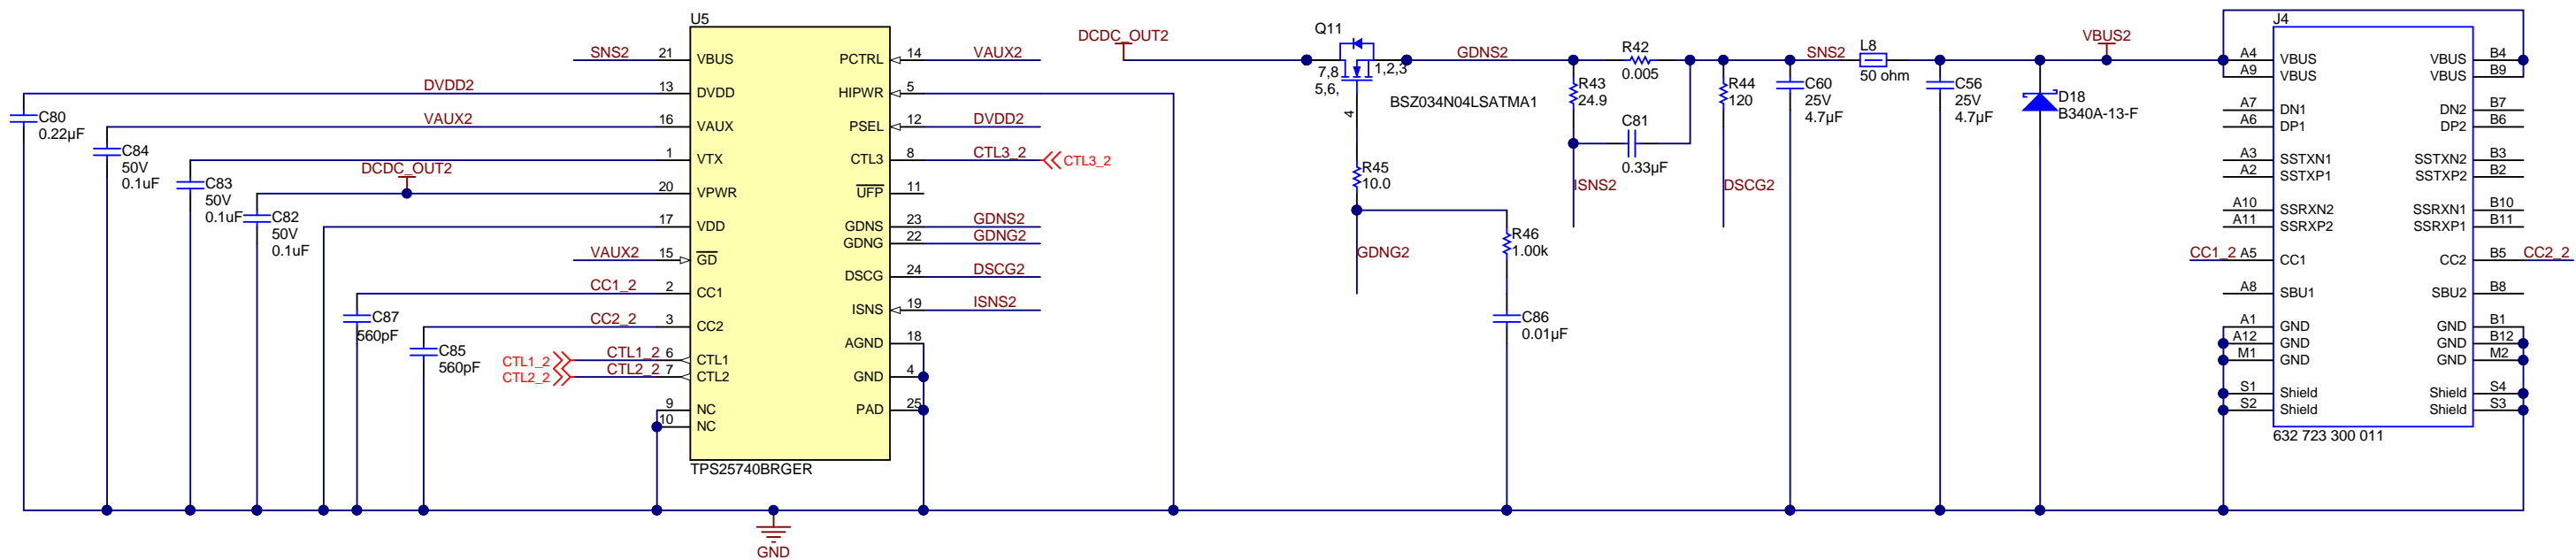 U5
SNS2 21 VBUS
DVDD2 13 DVDD
VAUX2 16 VAUX
1 VTX
DCDC_OUT2
20 VPWR
17 VDD
VAUX2 15 GD
CC1_2 2 CC1
CC2_2 3 CC2
CTL1_2 CTL1_2 6 CTL1
CTL2_2 CTL2_2 7 CTL2
9 NC
10 NC
PCTRL 14 VAUX2
HIPWR 5
PSEL 12 DVDD2
CTL3 8 CTL3_2 CTL3_2
UFP 11
GDNS 23 GDNS2
GDNG 22 GDNG2
DSCG 24 DSCG2
ISNS 19 ISNS2
AGND 18
GND 4
PAD 25
TPS25740BRGER
C80
0.22µF
C84
50V
0.1uF
C83
50V
0.1uF
C82
50V
0.1uF
C87
560pF
C85
560pF
GND
DCDC_OUT2
Q11
7,8
5,6,
1,2,3
4
BSZ034N04LSATMA1
GDNS2
R42
0.005
R43
24.9
C81
0.33µF
ISNS2
R44
120
DSCG2
R45
10.0
GDNG2
R46
1.00k
C86
0.01µF
SNS2
C60
25V
4.7µF
L8
50 ohm
C56
25V
4.7µF
D18
B340A-13-F
VBUS2
J4
A4 VBUS VBUS B4
A9 VBUS VBUS B9
A7 DN1 DN2 B7
A6 DP1 DP2 B6
A3 SSTXN1 SSTXN2 B3
A2 SSTXP1 SSTXP2 B2
A10 SSRXN2 SSRXN1 B10
A11 SSRXP2 SSRXP1 B11
CC1_2 A5 CC1 CC2 B5 CC2_2
A8 SBU1 SBU2 B8
A1 GND GND B1
A12 GND GND B12
M1 GND GND M2
S1 Shield Shield S4
S2 Shield Shield S3
632 723 300 011